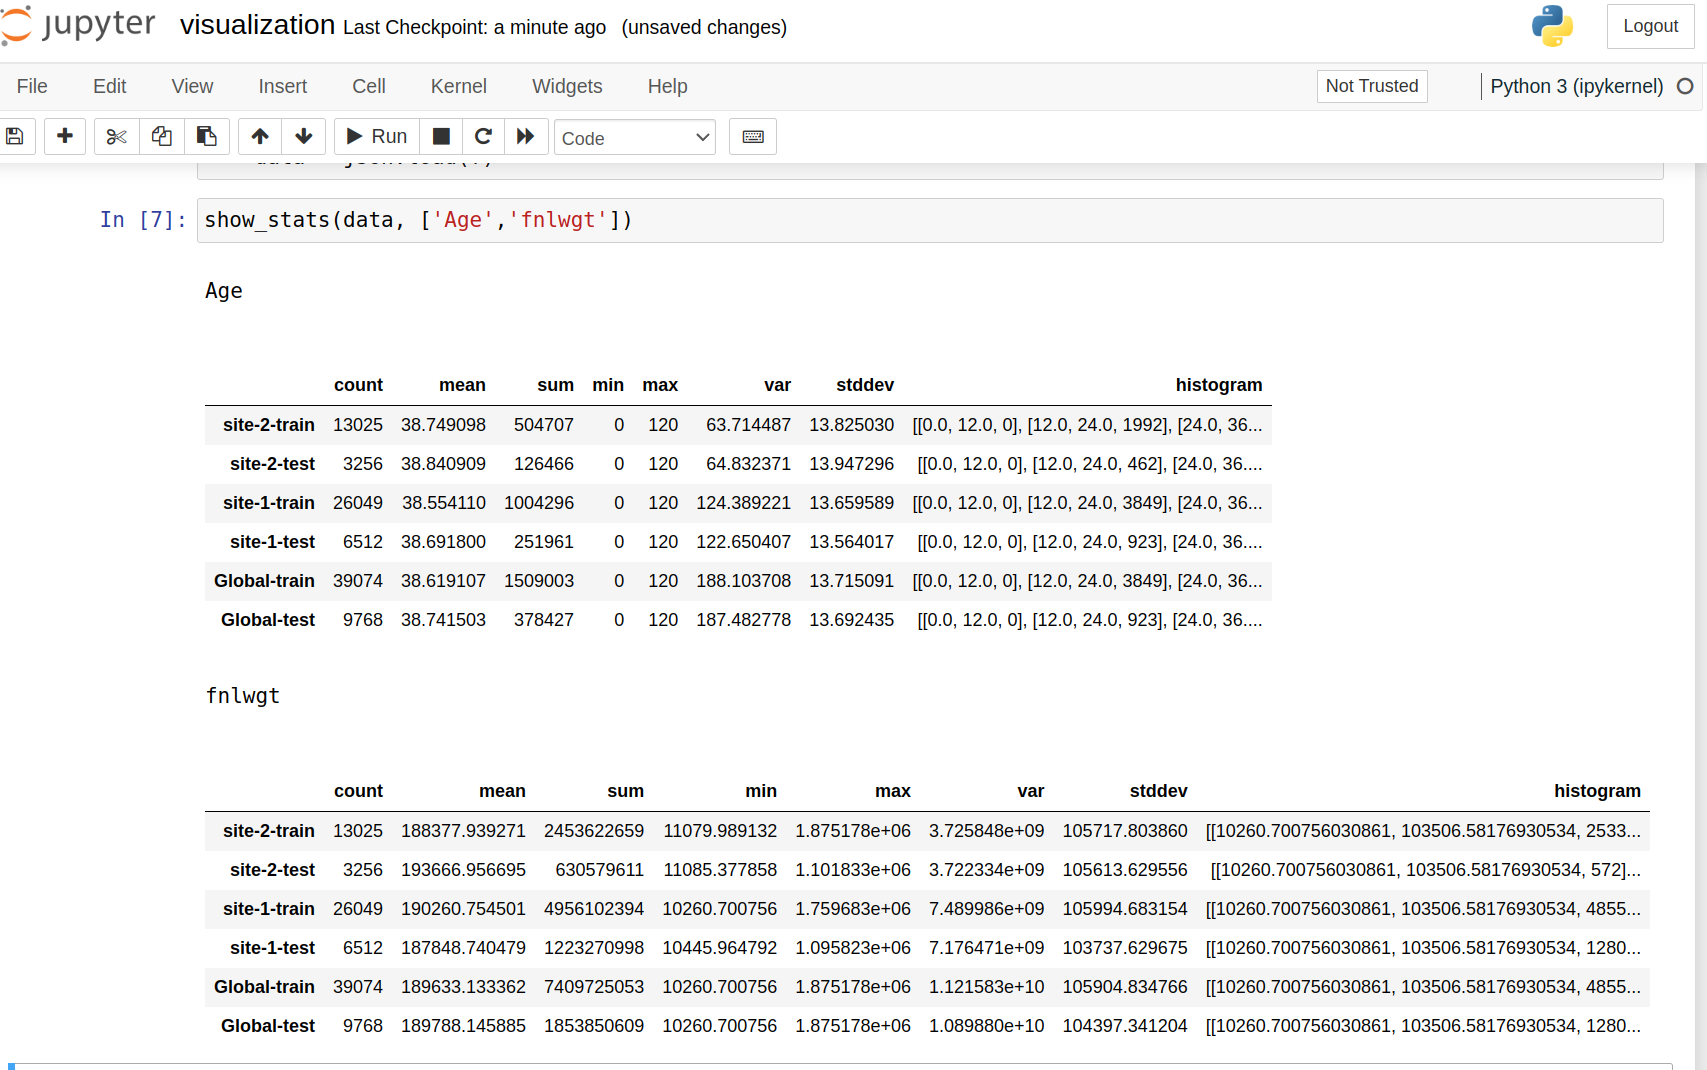 jupyter visualization Last Checkpoint: a minute ago (unsaved changes) Logout
File Edit View Insert Cell Kernel Widgets Help Not Trusted Python 3 (ipykernel)
Run Code
In [7]: show_stats(data, ['Age','fnlwgt'])
Age
count mean sum min max var stddev histogram
site-2-train 13025 38.749098 504707 0 120 63.714487 13.825030 [[0.0, 12.0, 0], [12.0, 24.0, 1992], [24.0, 36...
site-2-test 3256 38.840909 126466 0 120 64.832371 13.947296 [[0.0, 12.0, 0], [12.0, 24.0, 462], [24.0, 36....
site-1-train 26049 38.554110 1004296 0 120 124.389221 13.659589 [[0.0, 12.0, 0], [12.0, 24.0, 3849], [24.0, 36...
site-1-test 6512 38.691800 251961 0 120 122.650407 13.564017 [[0.0, 12.0, 0], [12.0, 24.0, 923], [24.0, 36....
Global-train 39074 38.619107 1509003 0 120 188.103708 13.715091 [[0.0, 12.0, 0], [12.0, 24.0, 3849], [24.0, 36...
Global-test 9768 38.741503 378427 0 120 187.482778 13.692435 [[0.0, 12.0, 0], [12.0, 24.0, 923], [24.0, 36....
fnlwgt
count mean sum min max var stddev histogram
site-2-train 13025 188377.939271 2453622659 11079.989132 1.875178e+06 3.725848e+09 105717.803860 [[10260.700756030861, 103506.58176930534, 2533...
site-2-test 3256 193666.956695 630579611 11085.377858 1.101833e+06 3.722334e+09 105613.629556 [[10260.700756030861, 103506.58176930534, 572]...
site-1-train 26049 190260.754501 4956102394 10260.700756 1.759683e+06 7.489986e+09 105994.683154 [[10260.700756030861, 103506.58176930534, 4855...
site-1-test 6512 187848.740479 1223270998 10445.964792 1.095823e+06 7.176471e+09 103737.629675 [[10260.700756030861, 103506.58176930534, 1280...
Global-train 39074 189633.133362 7409725053 10260.700756 1.875178e+06 1.121583e+10 105904.834766 [[10260.700756030861, 103506.58176930534, 4855...
Global-test 9768 189788.145885 1853850609 10260.700756 1.875178e+06 1.089880e+10 104397.341204 [[10260.700756030861, 103506.58176930534, 1280...